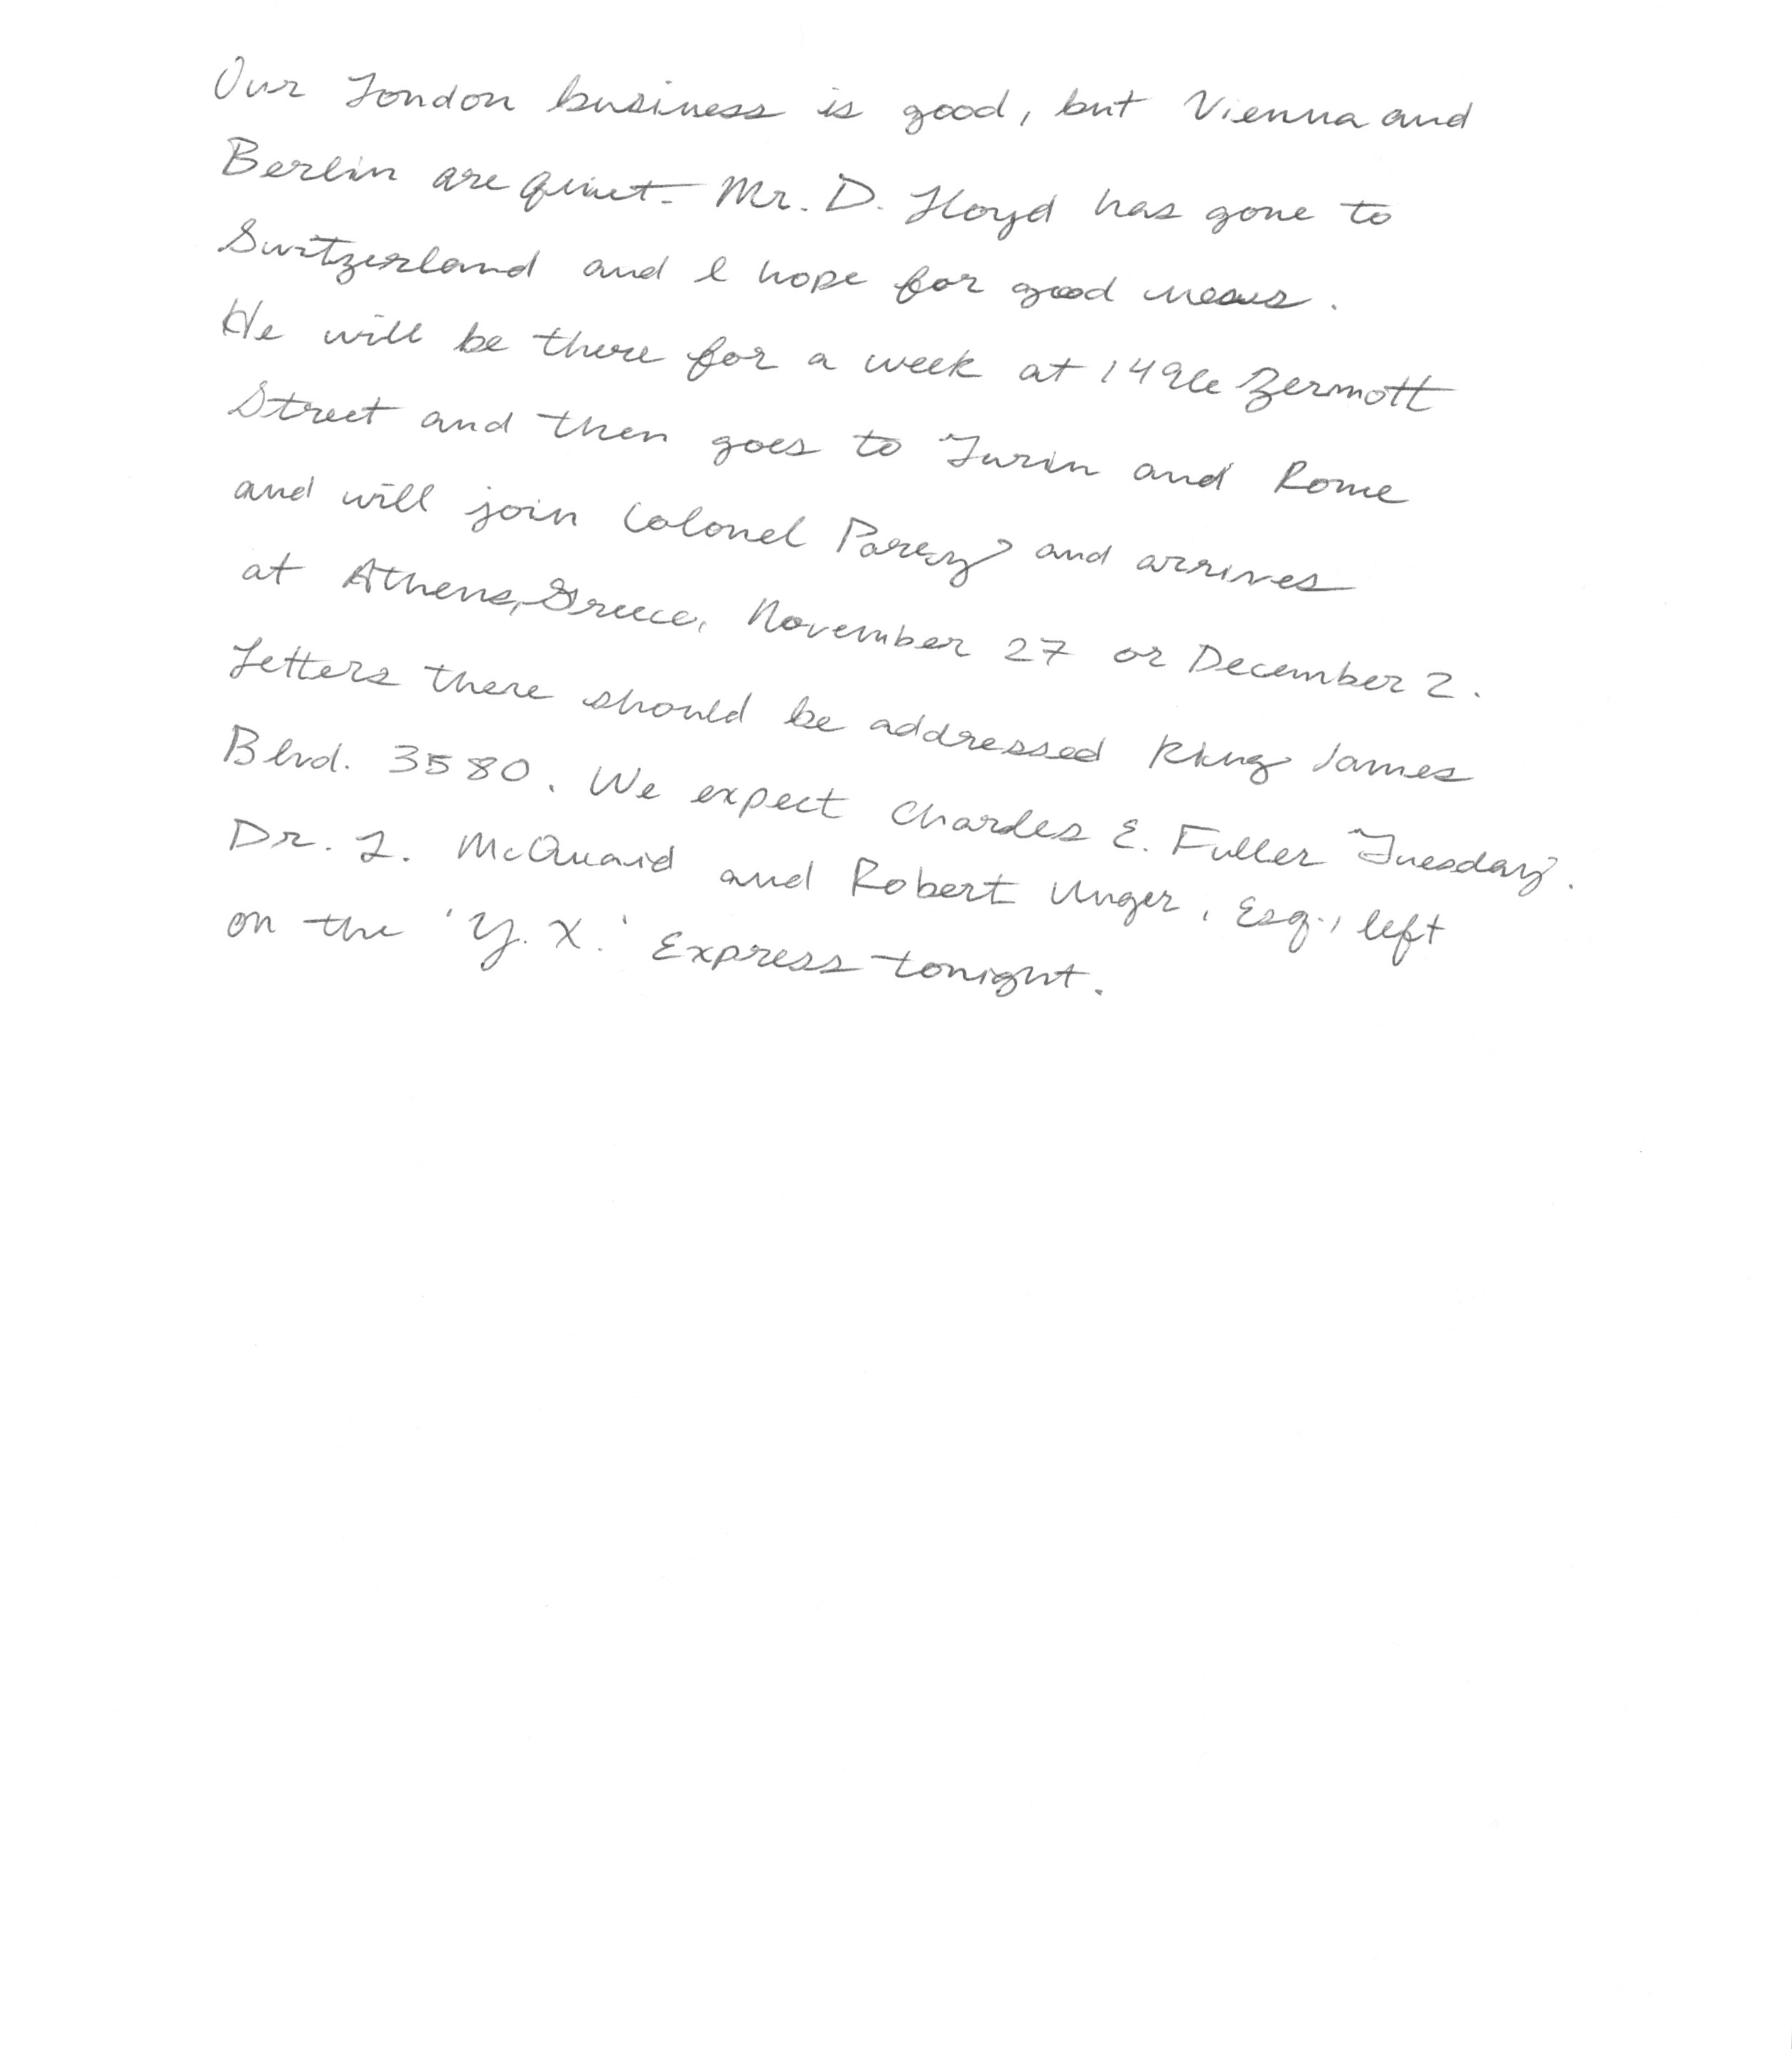 Our London business is good, but Vienna and
Berlin are quiet. Mr. D. Lloyd has gone to
Switzerland and I hope for good news.
He will be there for a week at 1496 Zermott
Street and then goes to Turin and Rome
and will join Colonel Parry and arrives
at Athens, Greece, November 27 or December 2.
Letters there should be addressed King James
Blvd. 3580. We expect Charles E. Fuller Tuesday.
Dr. L. McQuaid and Robert Unger, Esq., left
on the 'Y. X.' Express tonight.